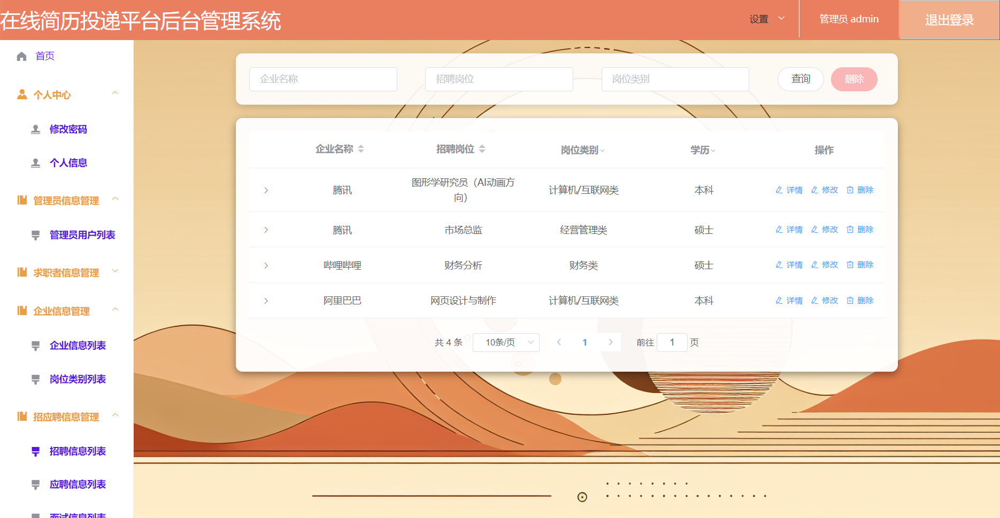 在线简历投递平台后台管理系统
设置
管理员 admin
退出登录
首页
个人中心
修改密码
个人信息
管理员信息管理
管理员用户列表
求职者信息管理
企业信息管理
企业信息列表
岗位类别列表
招应聘信息管理
招聘信息列表
应聘信息列表
面试信息列表
企业名称 招聘岗位 岗位类别 查询 删除
企业名称 招聘岗位 岗位类别 学历 操作
腾讯 图形学研究员（AI动画方向） 计算机/互联网类 本科 详情 修改 删除
腾讯 市场总监 经营管理类 硕士 详情 修改 删除
哔哩哔哩 财务分析 财务类 硕士 详情 修改 删除
阿里巴巴 网页设计与制作 计算机/互联网类 本科 详情 修改 删除
共 4 条 10条/页 1 前往 1 页